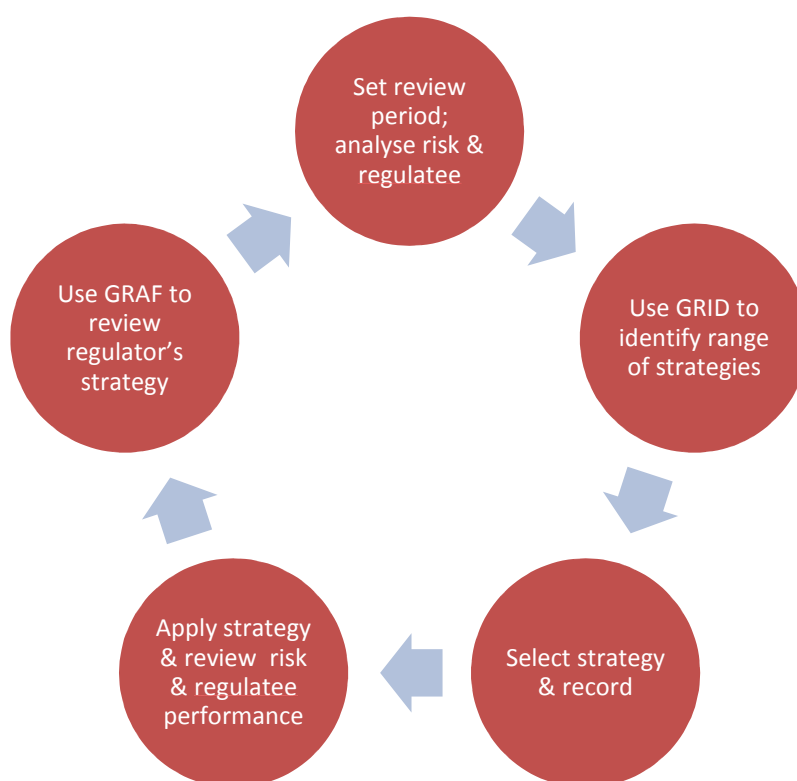 Set review
period;
analyse risk &
regulatee
Use GRID to
identify range
of strategies
Select strategy
& record
Apply strategy
& review  risk
& regulatee
performance
Use GRAF to
review
regulator’s
strategy